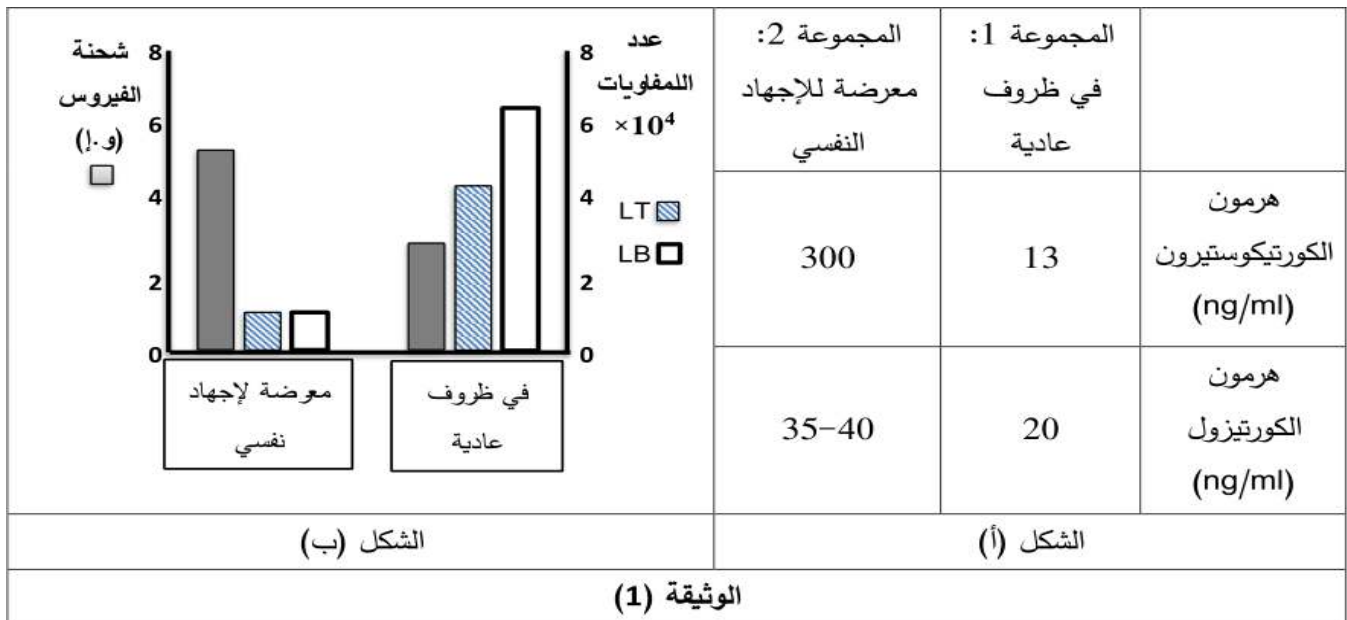 المجموعة 1:
في ظروف
عادية
المجموعة 2:
معرضة للإجهاد
النفسي
هرمون
الكورتيكوستيرون
(ng/ml)
13
300
هرمون
الكورتيزول
(ng/ml)
20
35-40
الشكل (أ)
عدد
اللمفاويات
×10⁴
8
6
4
2
0
LT
LB
شحنة
الفيروس
(و.إ)
8
6
4
2
0
في ظروف
عادية
معرضة لإجهاد
نفسي
الشكل (ب)
الوثيقة (1)